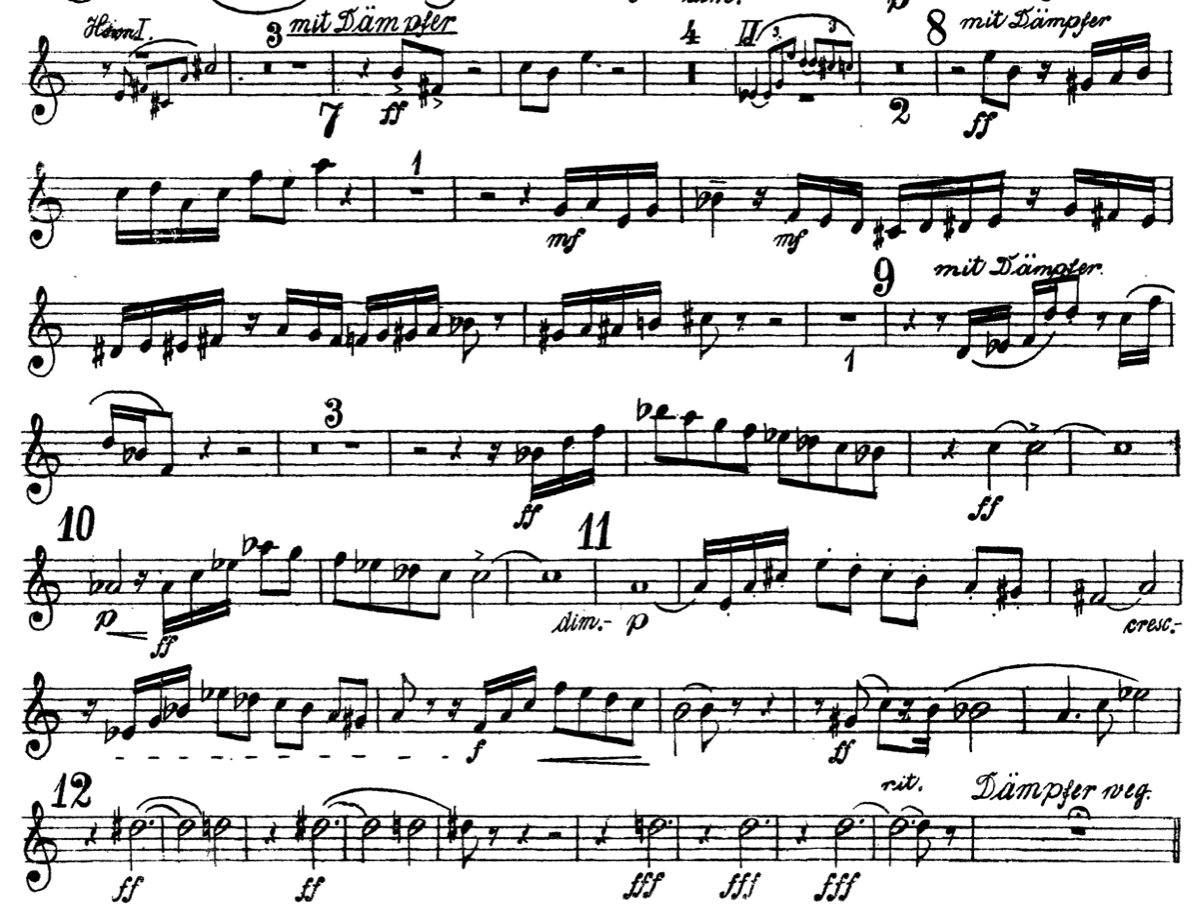 dim. p
Horn I. 3 mit Dämpfer 4 II 3 3 8 mit Dämpfer
7 ff 2 ff
1
mf mf
9 mit Dämpfer.
1
3
ff ff
10 11
p ff dim.- p cresc.-
f ff
12 rit. Dämpfer weg.
ff ff fff fff fff